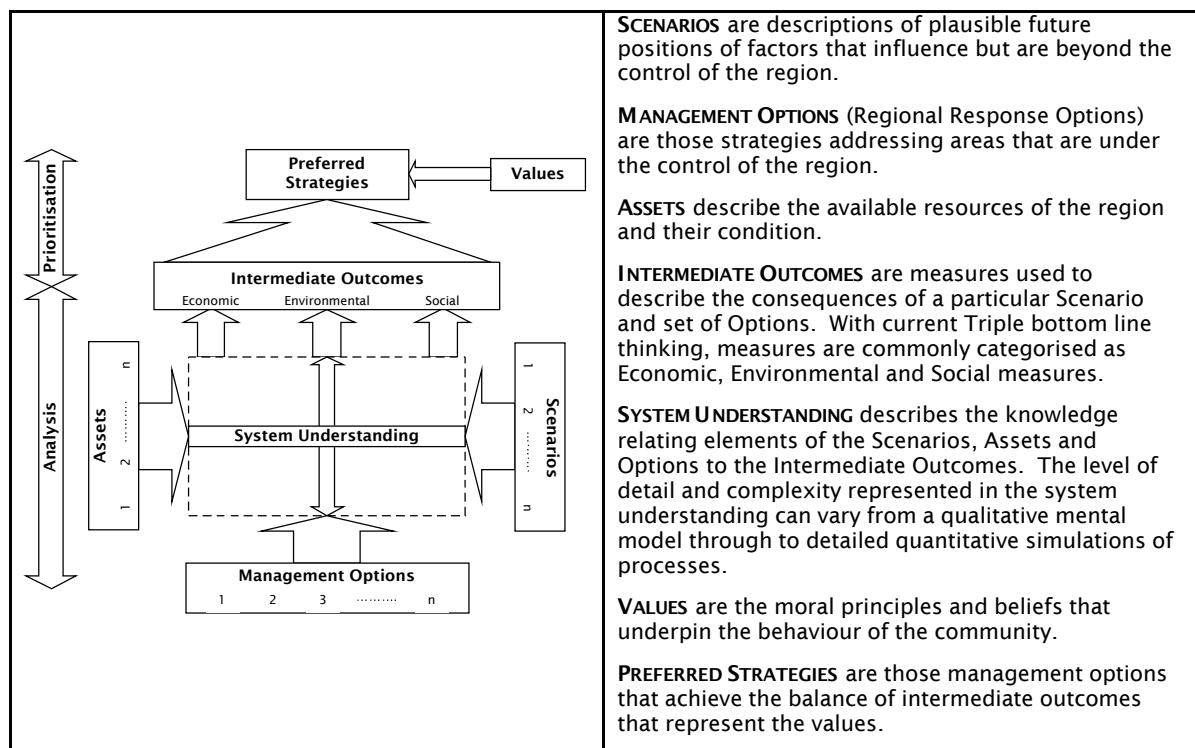 Prioritisation
Analysis
Preferred
Strategies
Values
Intermediate Outcomes
Economic Environmental Social
Assets
1 2 .......... n
System Understanding
Scenarios
1 2 .......... n
Management Options
1 2 3 .......... n
SCENARIOS are descriptions of plausible future
positions of factors that influence but are beyond the
control of the region.
MANAGEMENT OPTIONS (Regional Response Options)
are those strategies addressing areas that are under
the control of the region.
ASSETS describe the available resources of the region
and their condition.
INTERMEDIATE OUTCOMES are measures used to
describe the consequences of a particular Scenario
and set of Options. With current Triple bottom line
thinking, measures are commonly categorised as
Economic, Environmental and Social measures.
SYSTEM UNDERSTANDING describes the knowledge
relating elements of the Scenarios, Assets and
Options to the Intermediate Outcomes. The level of
detail and complexity represented in the system
understanding can vary from a qualitative mental
model through to detailed quantitative simulations of
processes.
VALUES are the moral principles and beliefs that
underpin the behaviour of the community.
PREFERRED STRATEGIES are those management options
that achieve the balance of intermediate outcomes
that represent the values.